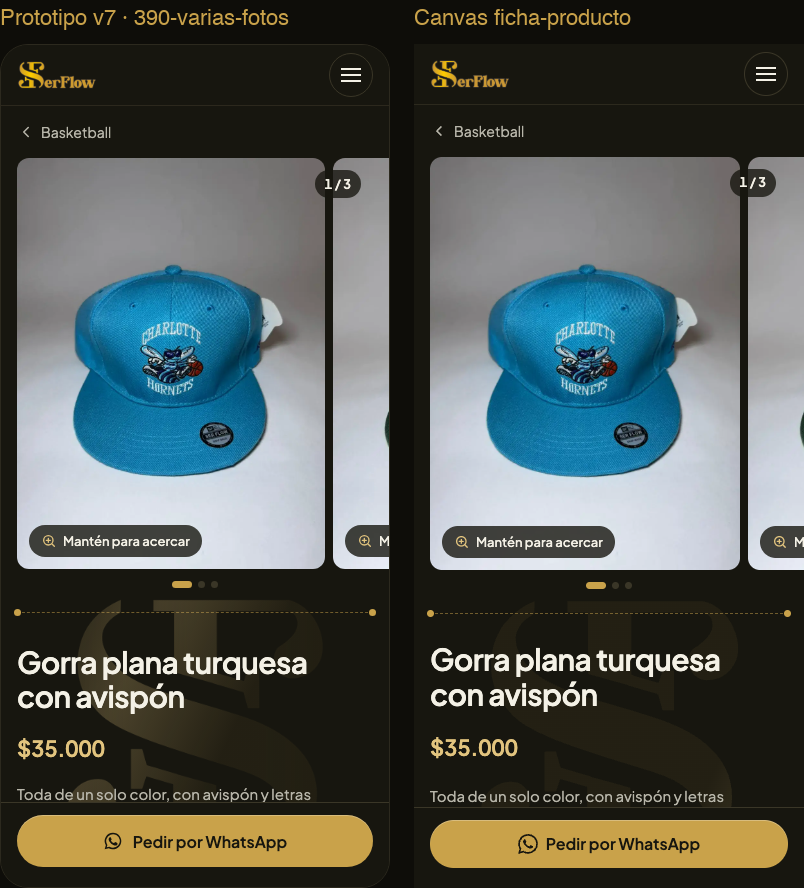 Prototipo v7 · 390-varias-fotos
SFerFlow
Basketball
1/3
CHARLOTTE
HORNETS
Mantén para acercar
M
Gorra plana turquesa
con avispón
$35.000
Toda de un solo color, con avispón y letras
Pedir por WhatsApp
Canvas ficha-producto
SFerFlow
Basketball
1/3
CHARLOTTE
HORNETS
Mantén para acercar
M
Gorra plana turquesa
con avispón
$35.000
Toda de un solo color, con avispón y letras
Pedir por WhatsApp